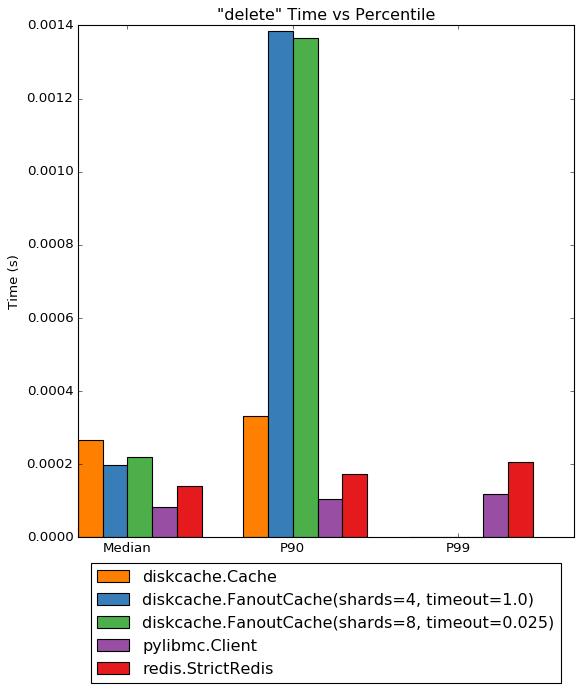 "delete" Time vs Percentile
0.0014
0.0012
0.0010
0.0008
0.0006
0.0004
0.0002
0.0000
Time (s)
Median P90 P99
diskcache.Cache
diskcache.FanoutCache(shards=4, timeout=1.0)
diskcache.FanoutCache(shards=8, timeout=0.025)
pylibmc.Client
redis.StrictRedis